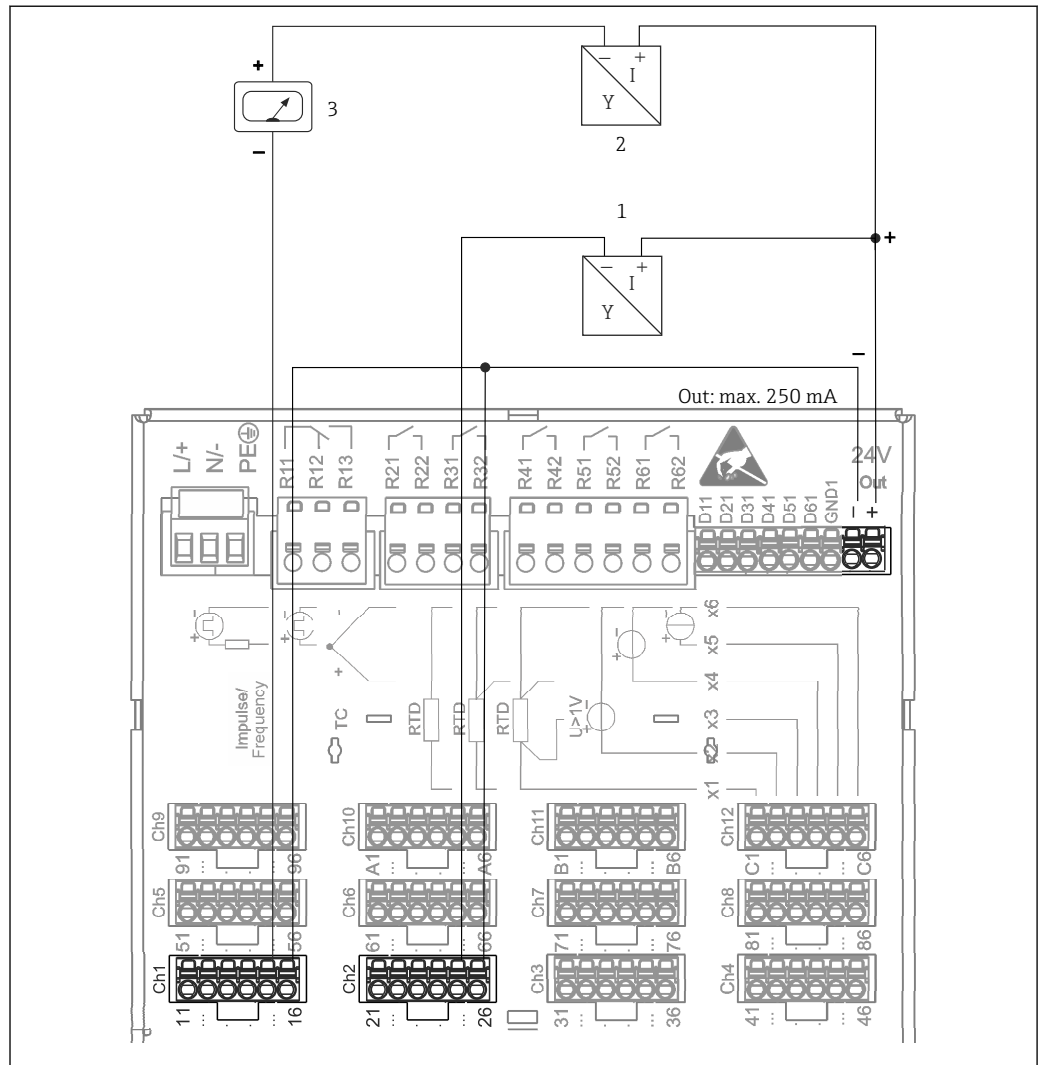 − +
I
Y
2
+
3
−
1
− +
I
Y
+
−
Out: max. 250 mA
L/+
N/-
PE
R11
R12
R13
R21
R22
R31
R32
R41
R42
R51
R52
R61
R62
D11
D21
D31
D41
D51
D61
GND1
24V
Out
− +
-
+
-
+
+
Impulse/
Frequency
TC
RTD
RTD
RTD
U>1V
-
+
-
+
-
+
x6
x5
x4
x3
x2
x1
Ch9
91 ... ... 96
Ch10
A1 ... ... A6
Ch11
B1 ... ... B6
Ch12
C1 ... ... C6
Ch5
51 ... ... 56
Ch6
61 ... ... 66
Ch7
71 ... ... 76
Ch8
81 ... ... 86
Ch1
11 ... ... 16
Ch2
21 ... ... 26
Ch3
31 ... ... 36
Ch4
41 ... ... 46